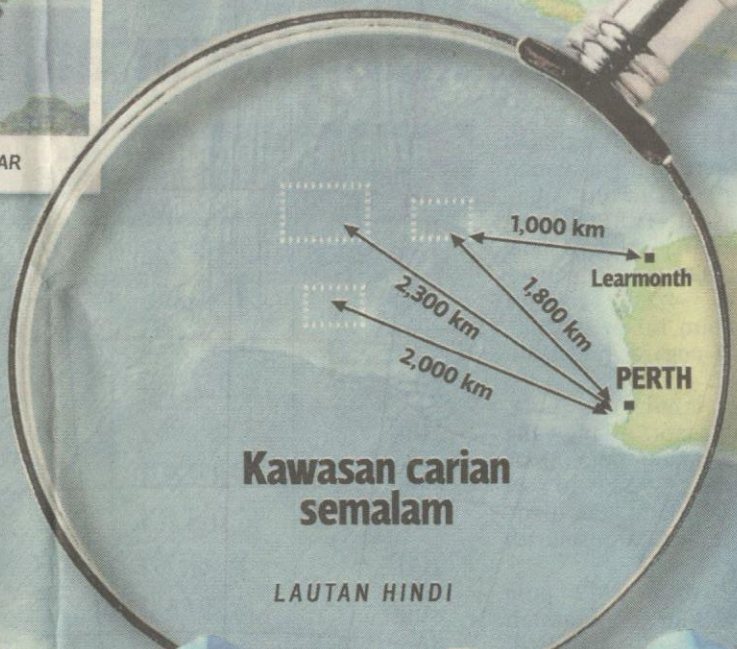 AR
1,000 km
Learmonth
2,300 km
1,800 km
2,000 km
PERTH
Kawasan carian
semalam
LAUTAN HINDI